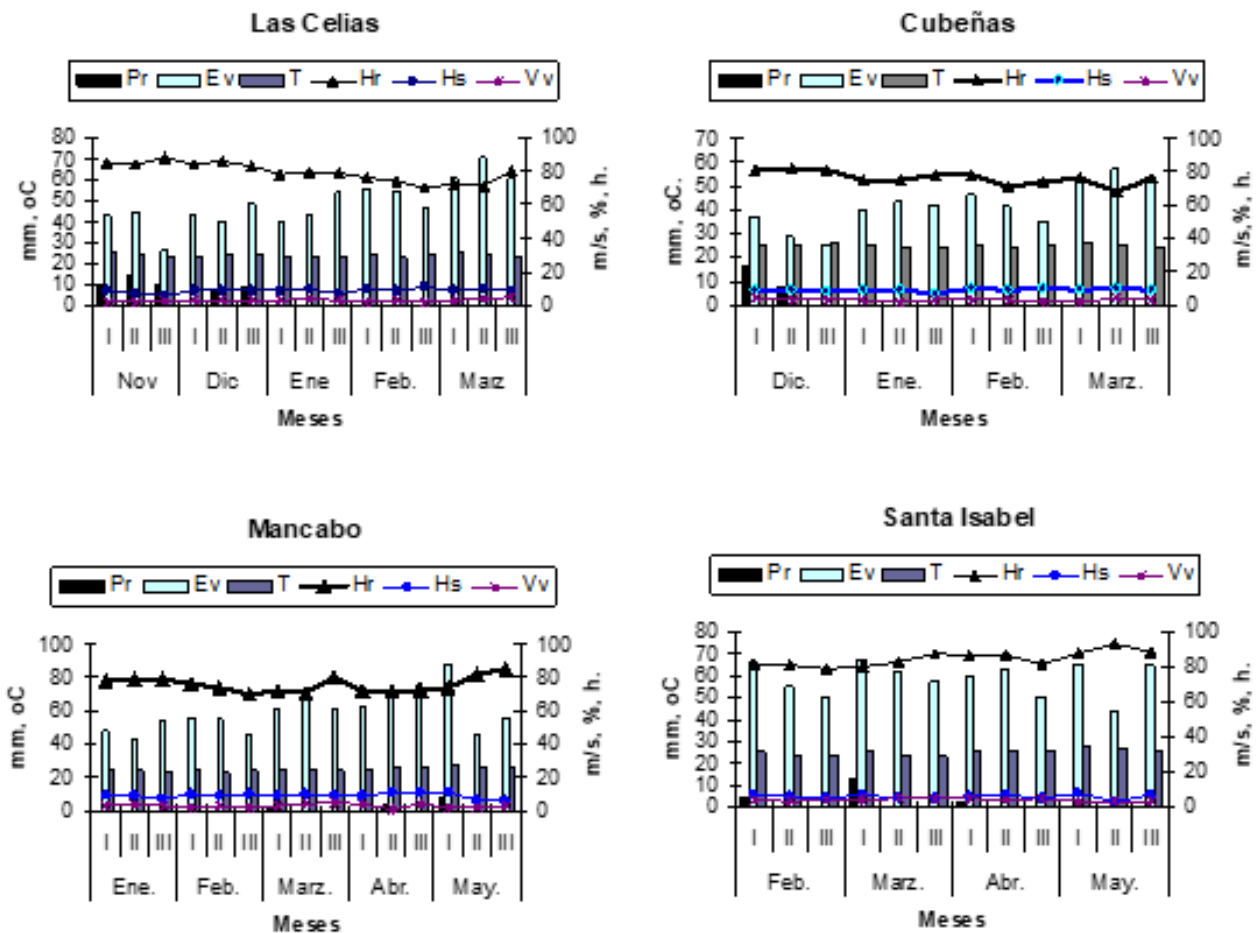 Las Celias
Pr Ev T Hr Hs Vv
80 70 60 50 40 30 20 10 0
mm, oC
100 80 60 40 20 0
m/s, %, h.
I II III I II III I II III I II III I II III
Nov Dic Ene Feb. Marz
Meses
Cubeñas
Pr Ev T Hr Hs Vv
70 60 50 40 30 20 10 0
mm, oC.
100 80 60 40 20 0
m/s, %, h.
I II III I II III I II III I II III
Dic. Ene. Feb. Marz.
Meses
Mancabo
Pr Ev T Hr Hs Vv
100 80 60 40 20 0
mm, oC
100 80 60 40 20 0
m/s, %, h.
I II III I II III I II III I II III I II III
Ene. Feb. Marz. Abr. May.
Meses
Santa Isabel
Pr Ev T Hr Hs Vv
80 70 60 50 40 30 20 10 0
mm, oC
100 80 60 40 20 0
m/s, %, h.
I II III I II III I II III I II III
Feb. Marz. Abr. May.
Meses